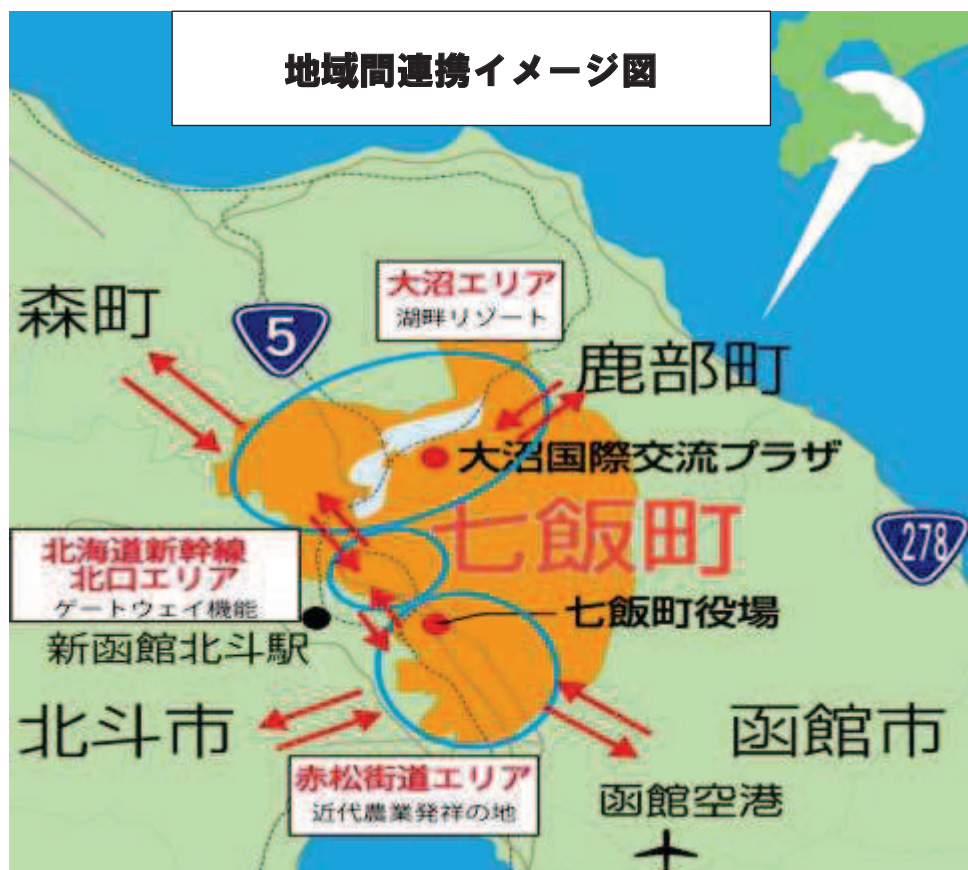 地域間連携イメージ図
大沼エリア
湖畔リゾート
森町
5
鹿部町
大沼国際交流プラザ
七飯町
278
北海道新幹線
北口エリア
ゲートウェイ機能
七飯町役場
新函館北斗駅
北斗市
函館市
赤松街道エリア
近代農業発祥の地
函館空港